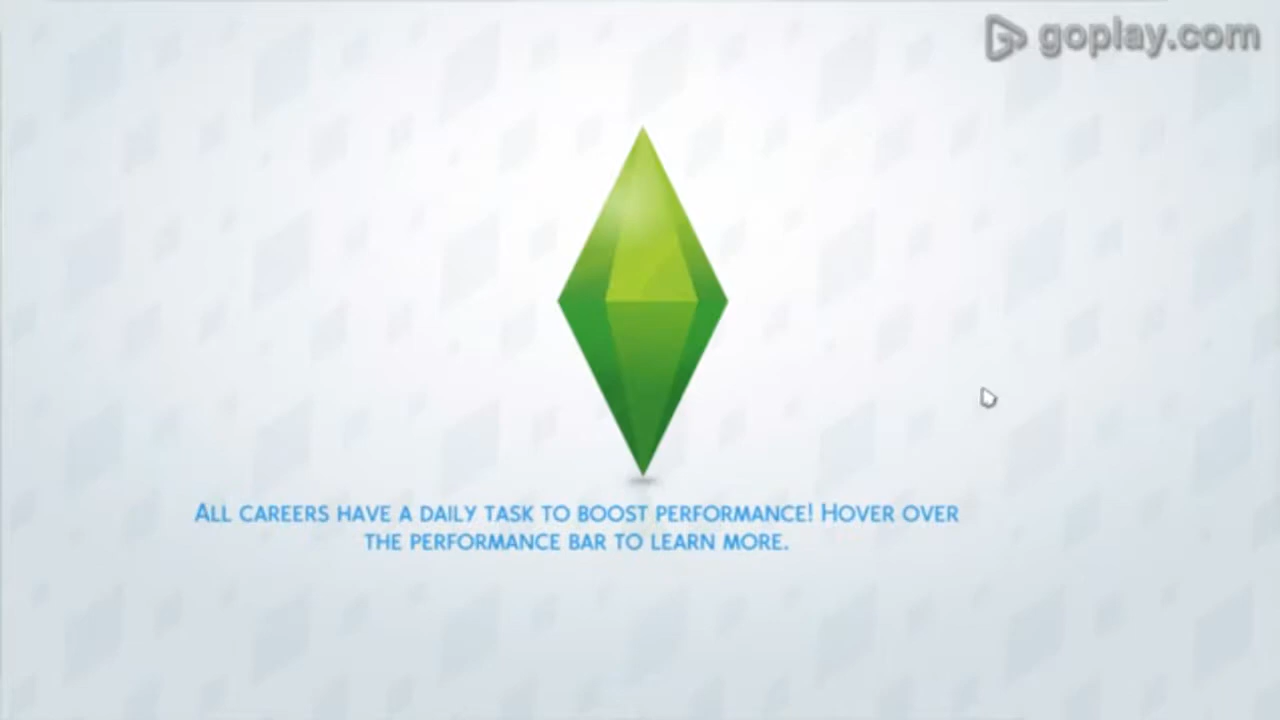 goplay.com
All careers have a daily task to boost performance! Hover over
the performance bar to learn more.